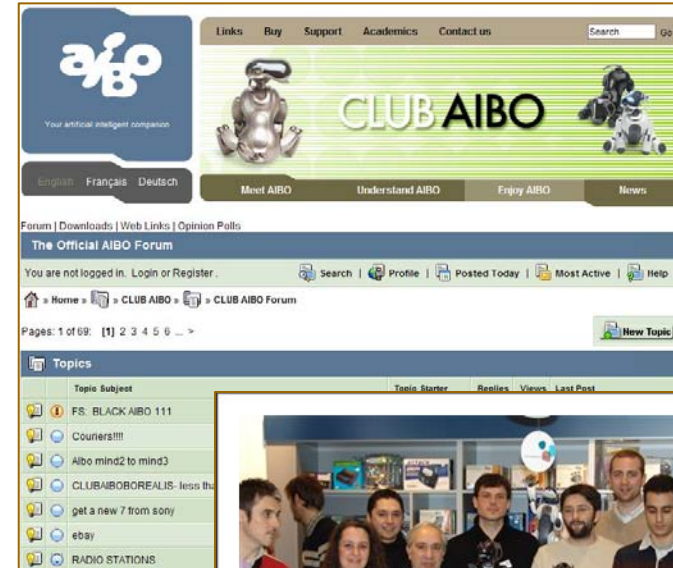 Links Buy Support Academics Contact us Search Go
aiBO
Your artificial intelligent companion
CLUB AIBO
English Français Deutsch
Meet AIBO Understand AIBO Enjoy AIBO News
Forum | Downloads | Web Links | Opinion Polls
The Official AIBO Forum
You are not logged in. Login or Register . Search | Profile | Posted Today | Most Active | Help
» Home » » CLUB AIBO » » CLUB AIBO Forum
Pages: 1 of 69: [1] 2 3 4 5 6 ... > New Topic
Topics
Topic Subject Topic Starter Replies Views Last Post
FS: BLACK AIBO 111
Couriers!!!!
Aibo mind2 to mind3
CLUBAIBOBOREALIS- less tha
get a new 7 from sony
ebay
RADIO STATIONS